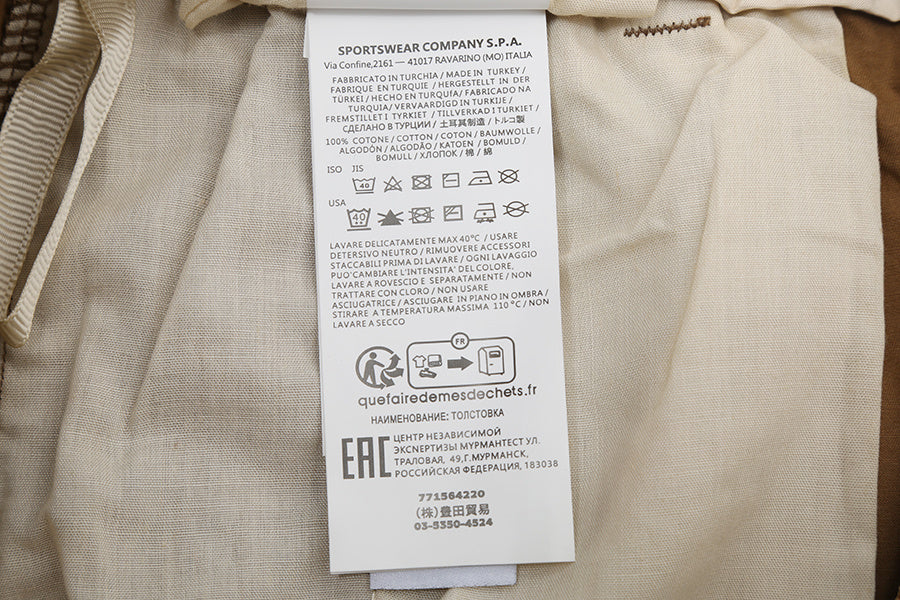 SPORTSWEAR COMPANY S.P.A.
Via Confine,2161 — 41017 RAVARINO (MO) ITALIA
FABBRICATO IN TURCHIA / MADE IN TURKEY /
FABRIQUE EN TURQUIE / HERGESTELLT IN DER
TÜRKEI / HECHO EN TURQUfA/ FABRICADO NA
TURQUIA/ VERVAARDIGD IN TURKIJE /
FREMSTILLET I TYRKIET / TILLVERKAD I TURKIET /
СДЕЛАНО В ТУРЦИИ / 土耳其制造 / トルコ製
100% COTONE / COTTON / COTON / BAUMWOLLE /
ALGODÓN / ALGODÃO / KATOEN / BOMULD /
BOMULL / ХЛОПОК / 棉 / 綿
ISO JIS
40
USA
40
LAVARE DELICATAMENTE MAX 40°C / USARE
DETERSIVO NEUTRO / RIMUOVERE ACCESSORI
STACCABILI PRIMA DI LAVARE / OGNI LAVAGGIO
PUO'CAMBIARE L'INTENSITA' DEL COLORE,
LAVARE A ROVESCIO E SEPARATAMENTE / NON
TRATTARE CON CLORO / NON USARE
ASCIUGATRICE / ASCIUGARE IN PIANO IN OMBRA /
STIRARE A TEMPERATURA MASSIMA 110 °C / NON
LAVARE A SECCO
FR
quefairedemesdechets.fr
НАИМЕНОВАНИЕ: ТОЛСТОВКА
EAC
ЦЕНТР НЕЗАВИСИМОЙ
ЭКСПЕРТИЗЫ МУРМАНТЕСТ УЛ.
ТРАЛОВАЯ, 49,Г.МУРМАНСК,
РОССИЙСКАЯ ФЕДЕРАЦИЯ, 183038
771564220
(株)豊田貿易
03-5350-4524